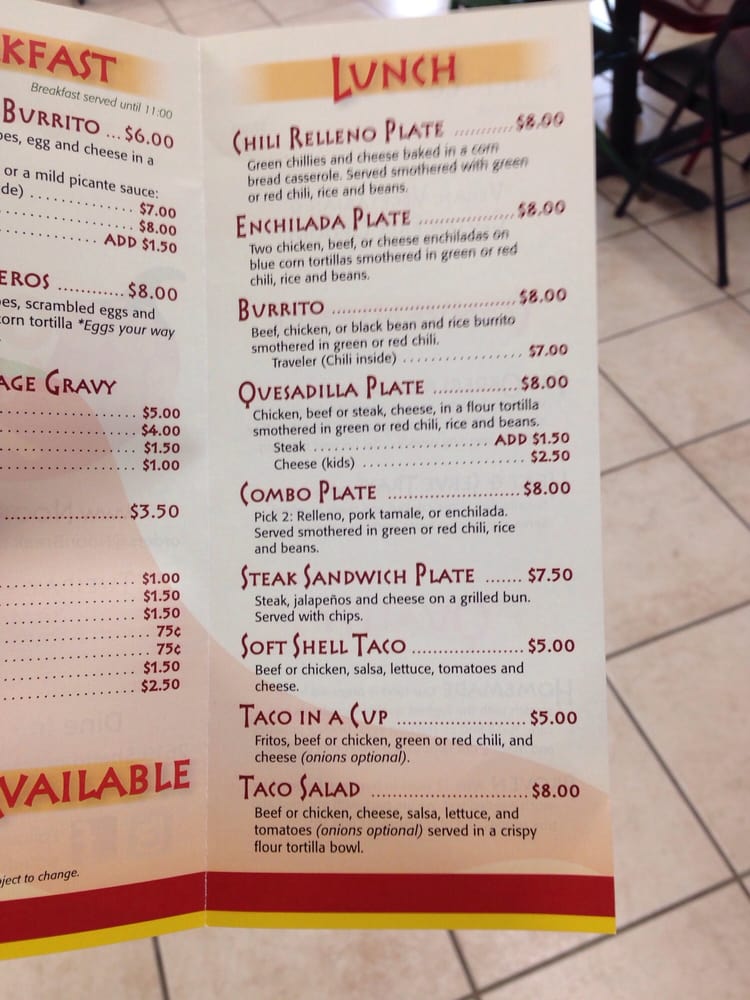 KFAST
Breakfast served until 11:00
BURRITO ... $6.00
egg and cheese in a
or a mild picante sauce:
$7.00
$8.00
ADD $1.50
$8.00
scrambled eggs and
corn tortilla *Eggs your way
GRAVY
$5.00
$4.00
$1.50
$1.00
$3.50
$1.00
$1.50
$1.50
75¢
75¢
$1.50
$2.50
AVAILABLE
to change.
LUNCH
CHILI RELLENO PLATE ............ $8.00
Green chillies and cheese baked in a corn
bread casserole. Served smothered with green
or red chili, rice and beans.
ENCHILADA PLATE .................. $8.00
Two chicken, beef, or cheese enchiladas on
blue corn tortillas smothered in green or red
chili, rice and beans.
BURRITO ................................... $8.00
Beef, chicken, or black bean and rice burrito
smothered in green or red chili.
Traveler (Chili inside) ................ $7.00
QUESADILLA PLATE ................ $8.00
Chicken, beef or steak, cheese, in a flour tortilla
smothered in green or red chili, rice and beans.
Steak ........................ ADD $1.50
Cheese (kids) ...................... $2.50
COMBO PLATE ......................... $8.00
Pick 2: Relleno, pork tamale, or enchilada.
Served smothered in green or red chili, rice
and beans.
STEAK SANDWICH PLATE ....... $7.50
Steak, jalapeños and cheese on a grilled bun.
Served with chips.
SOFT SHELL TACO ..................... $5.00
Beef or chicken, salsa, lettuce, tomatoes and
cheese.
TACO IN A CUP ........................ $5.00
Fritos, beef or chicken, green or red chili, and
cheese (onions optional).
TACO SALAD ............................. $8.00
Beef or chicken, cheese, salsa, lettuce, and
tomatoes (onions optional) served in a crispy
flour tortilla bowl.